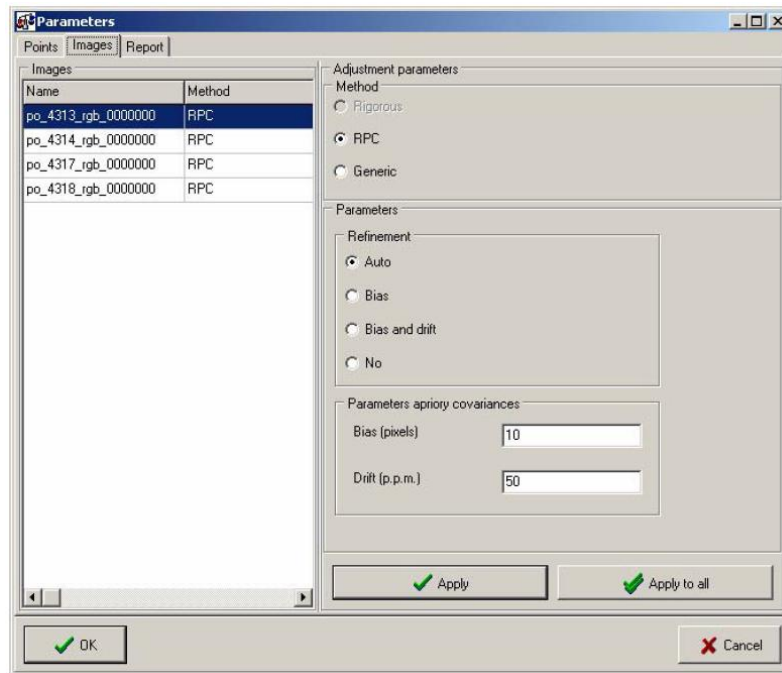 Parameters
Points Images Report
Images
Name Method
po_4313_rgb_0000000 RPC
po_4314_rgb_0000000 RPC
po_4317_rgb_0000000 RPC
po_4318_rgb_0000000 RPC
Adjustment parameters
Method
Rigorous
RPC
Generic
Parameters
Refinement
Auto
Bias
Bias and drift
No
Parameters apriory covariances
Bias (pixels) 10
Drift (p.p.m.) 50
Apply Apply to all
OK Cancel